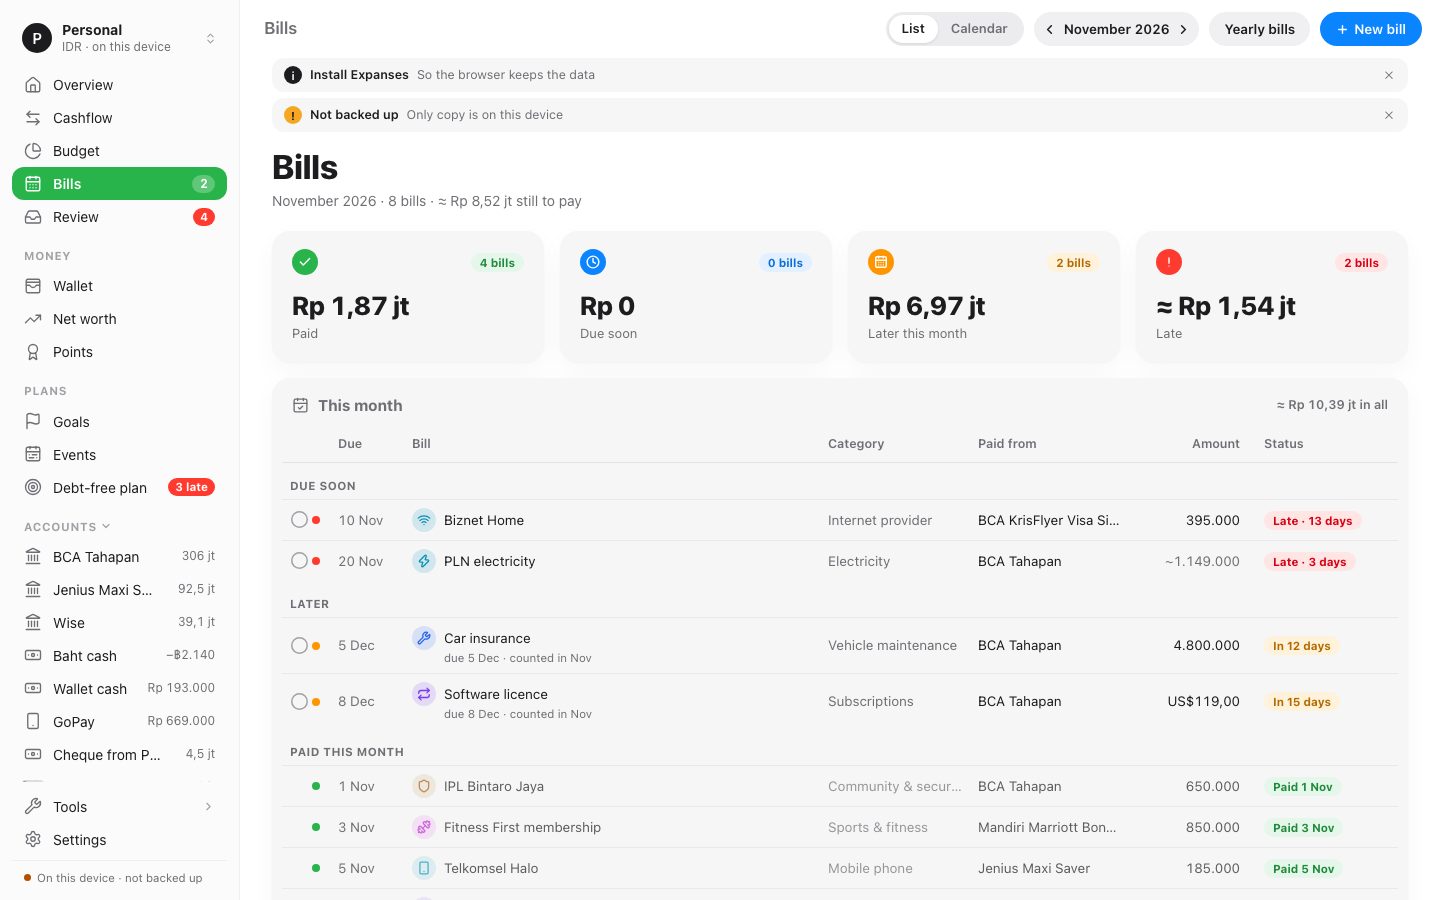 P
Personal
IDR · on this device
Overview
Cashflow
Budget
Bills 2
Review 4
MONEY
Wallet
Net worth
Points
PLANS
Goals
Events
Debt-free plan 3 late
ACCOUNTS
BCA Tahapan 306 jt
Jenius Maxi S... 92,5 jt
Wise 39,1 jt
Baht cash −฿2.140
Wallet cash Rp 193.000
GoPay Rp 669.000
Cheque from P... 4,5 jt
Tools
Settings
On this device · not backed up
Bills
List Calendar November 2026 Yearly bills + New bill
Install Expanses So the browser keeps the data
Not backed up Only copy is on this device
Bills
November 2026 · 8 bills · ≈ Rp 8,52 jt still to pay
4 bills
Rp 1,87 jt
Paid
0 bills
Rp 0
Due soon
2 bills
Rp 6,97 jt
Later this month
2 bills
≈ Rp 1,54 jt
Late
This month ≈ Rp 10,39 jt in all
Due Bill Category Paid from Amount Status
DUE SOON
10 Nov Biznet Home Internet provider BCA KrisFlyer Visa Si... 395.000 Late · 13 days
20 Nov PLN electricity Electricity BCA Tahapan ~1.149.000 Late · 3 days
LATER
5 Dec Car insurance Vehicle maintenance BCA Tahapan 4.800.000 In 12 days
due 5 Dec · counted in Nov
8 Dec Software licence Subscriptions BCA Tahapan US$119,00 In 15 days
due 8 Dec · counted in Nov
PAID THIS MONTH
1 Nov IPL Bintaro Jaya Community & secur... BCA Tahapan 650.000 Paid 1 Nov
3 Nov Fitness First membership Sports & fitness Mandiri Marriott Bon... 850.000 Paid 3 Nov
5 Nov Telkomsel Halo Mobile phone Jenius Maxi Saver 185.000 Paid 5 Nov